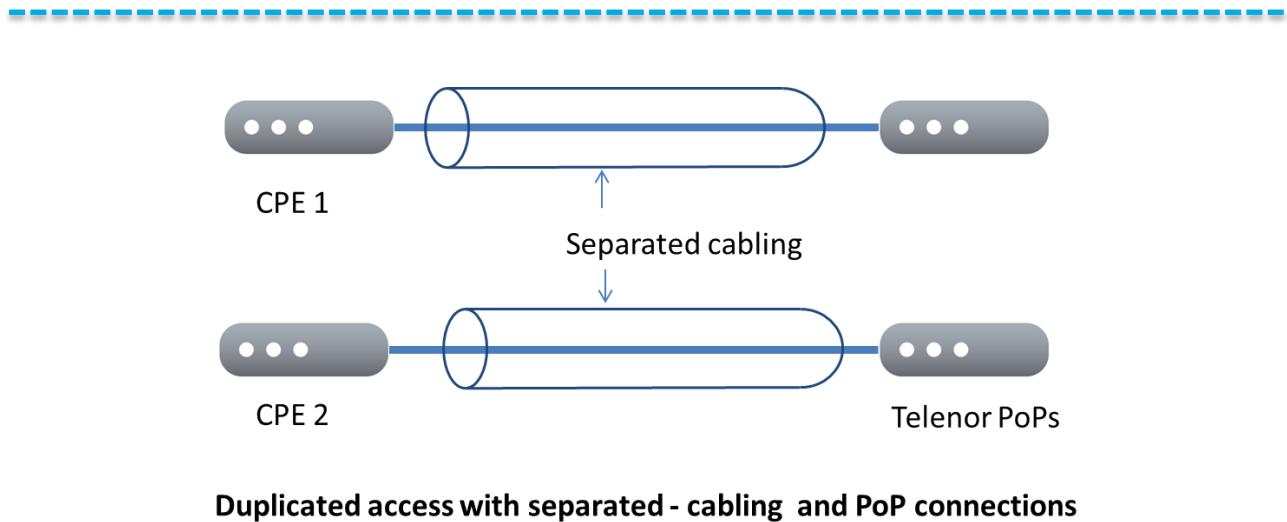 CPE 1
Separated cabling
CPE 2
Telenor PoPs
Duplicated access with separated - cabling and PoP connections